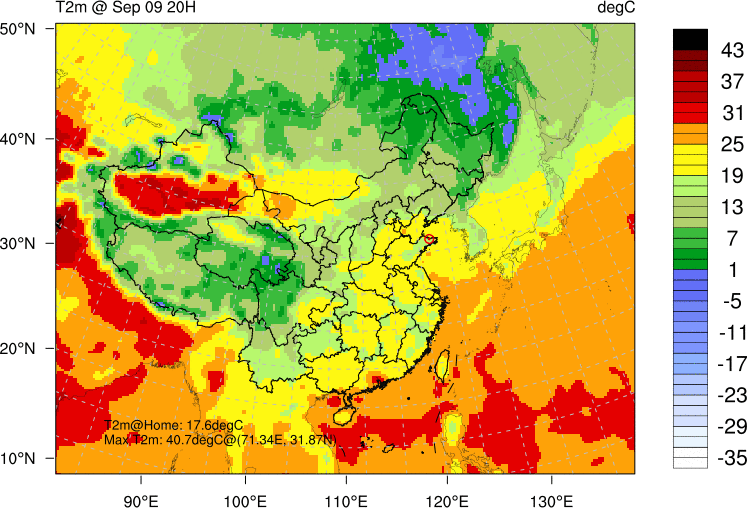 T2m @ Sep 09 20H degC
50°N
40°N
30°N
20°N
10°N
T2m@Home: 17.6degC
Max T2m: 40.7degC@(71.34E, 31.87N)
90°E 100°E 110°E 120°E 130°E
43
37
31
25
19
13
7
1
-5
-11
-17
-23
-29
-35